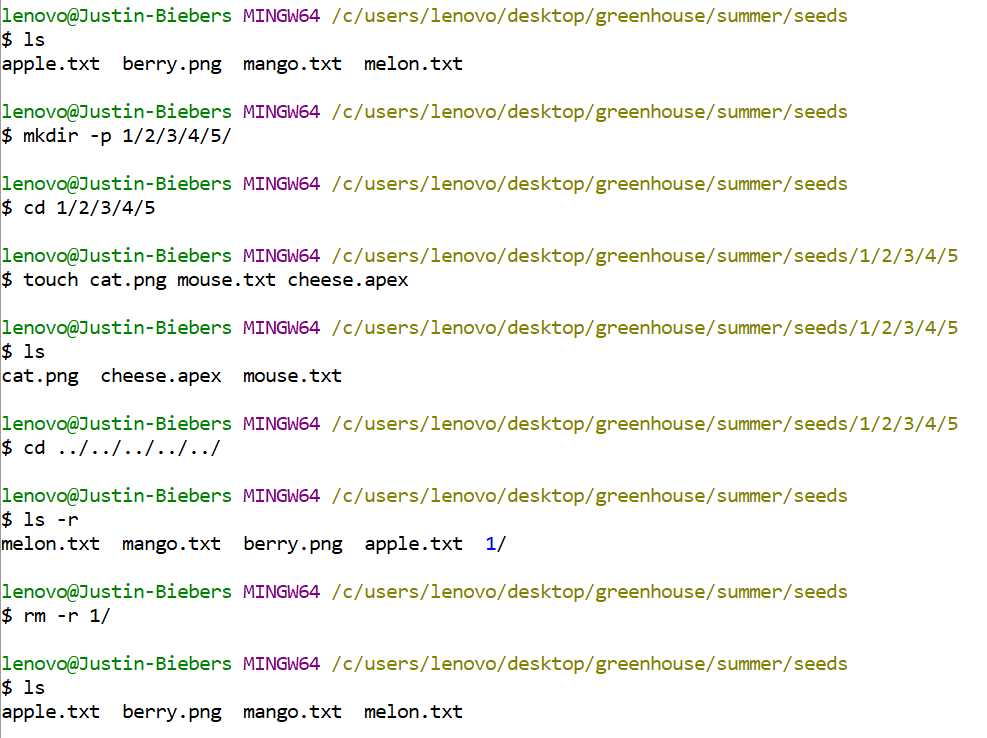 lenovo@Justin-Biebers MINGW64 /c/users/lenovo/desktop/greenhouse/summer/seeds
$ ls
apple.txt  berry.png  mango.txt  melon.txt

lenovo@Justin-Biebers MINGW64 /c/users/lenovo/desktop/greenhouse/summer/seeds
$ mkdir -p 1/2/3/4/5/

lenovo@Justin-Biebers MINGW64 /c/users/lenovo/desktop/greenhouse/summer/seeds
$ cd 1/2/3/4/5

lenovo@Justin-Biebers MINGW64 /c/users/lenovo/desktop/greenhouse/summer/seeds/1/2/3/4/5
$ touch cat.png mouse.txt cheese.apex

lenovo@Justin-Biebers MINGW64 /c/users/lenovo/desktop/greenhouse/summer/seeds/1/2/3/4/5
$ ls
cat.png  cheese.apex  mouse.txt

lenovo@Justin-Biebers MINGW64 /c/users/lenovo/desktop/greenhouse/summer/seeds/1/2/3/4/5
$ cd ../../../../../

lenovo@Justin-Biebers MINGW64 /c/users/lenovo/desktop/greenhouse/summer/seeds
$ ls -r
melon.txt  mango.txt  berry.png  apple.txt  1/

lenovo@Justin-Biebers MINGW64 /c/users/lenovo/desktop/greenhouse/summer/seeds
$ rm -r 1/

lenovo@Justin-Biebers MINGW64 /c/users/lenovo/desktop/greenhouse/summer/seeds
$ ls
apple.txt  berry.png  mango.txt  melon.txt